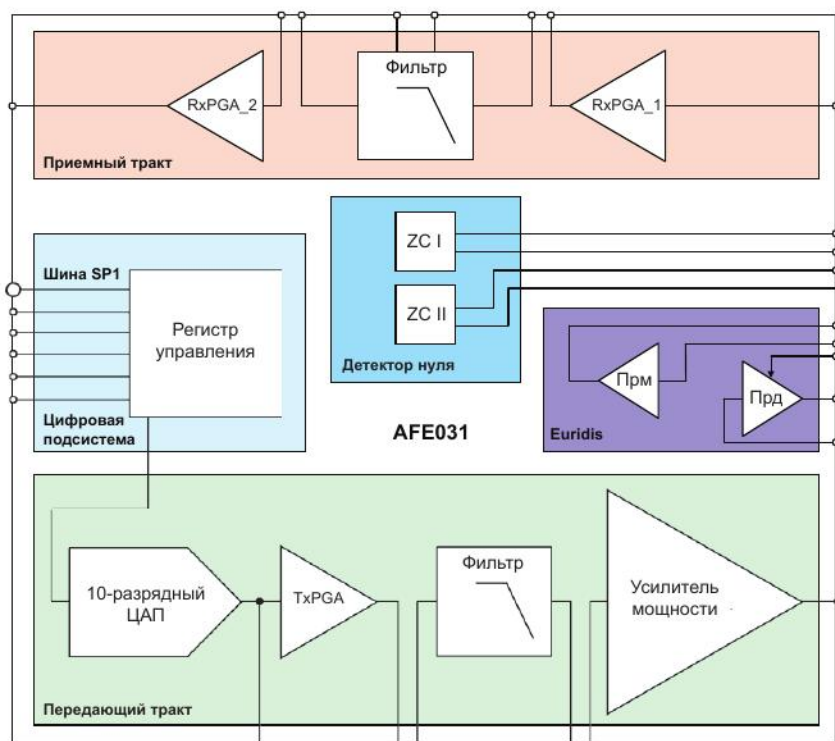 RxPGA_2
Фильтр
RxPGA_1
Приемный тракт
ZC I
ZC II
Детектор нуля
Шина SP1
Регистр
управления
Цифровая
подсистема
AFE031
Прм
Прд
Euridis
10-разрядный
ЦАП
TxPGA
Фильтр
Усилитель
мощности
Передающий тракт